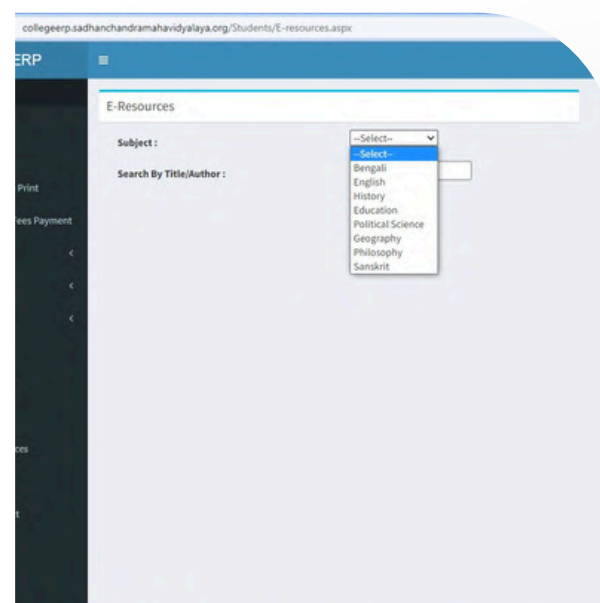 collegeerp.sadhanchandramahavidyalaya.org/Students/E-resources.aspx
ERP
E-Resources
Subject :
--Select--
--Select--
Bengali
English
History
Education
Political Science
Geography
Philosophy
Sanskrit
Search By Title/Author :
Print
ees Payment
ces
t